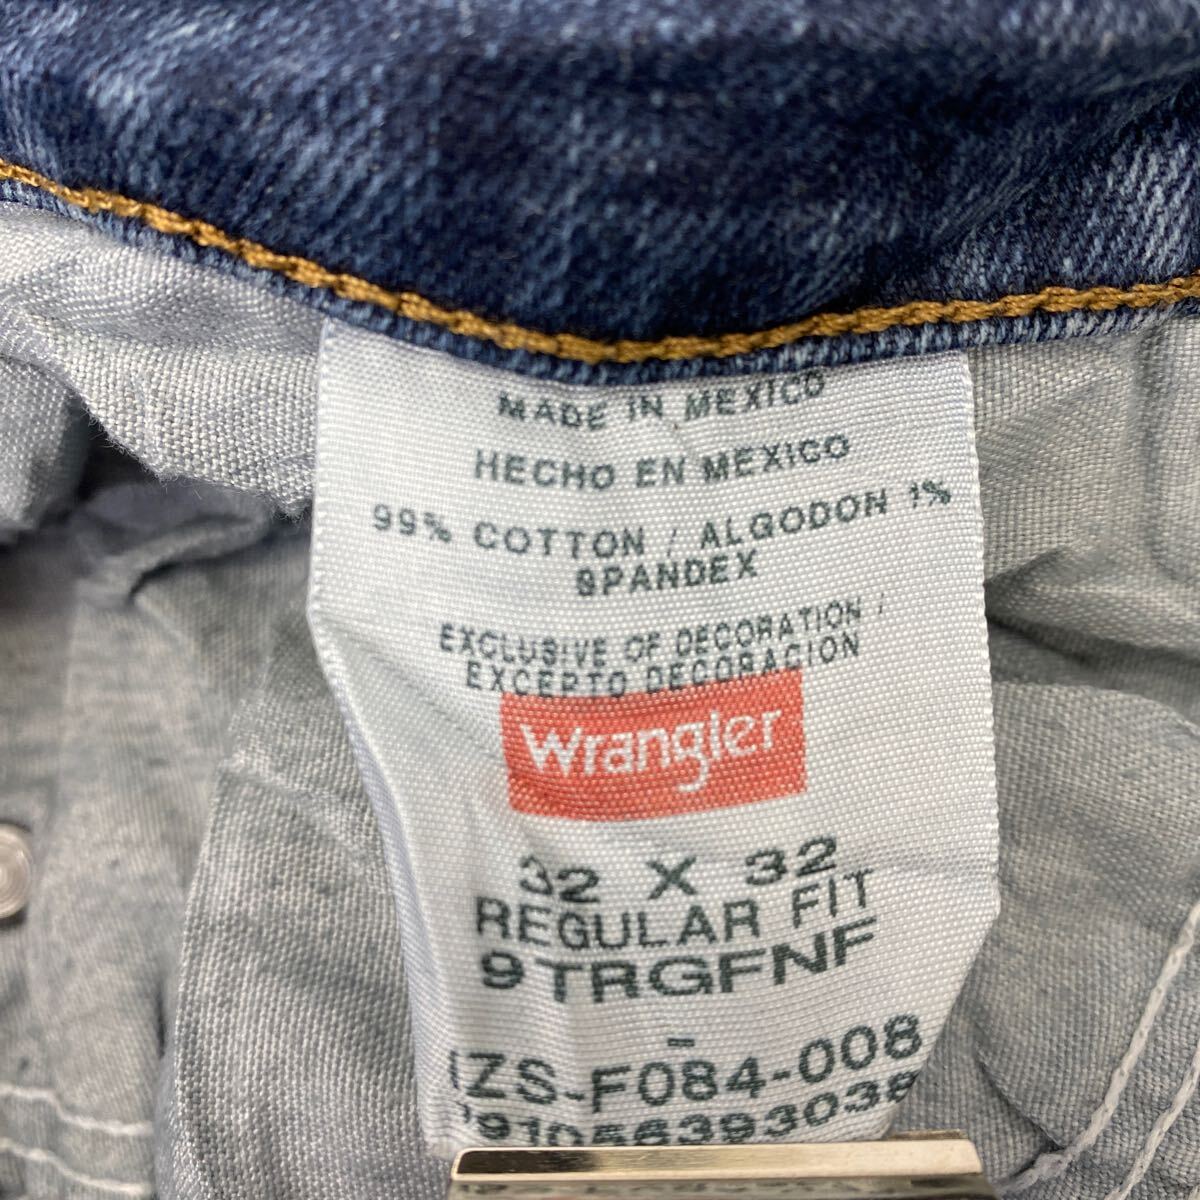 MADE IN MEXICO
HECHO EN MEXICO
99% COTTON / ALGODON 1%
SPANDEX
EXCLUSIVE OF DECORATION /
EXCEPTO DECORACION
Wrangler
32 X 32
REGULAR FIT
9TRGFNF
-
IZS-F084-008